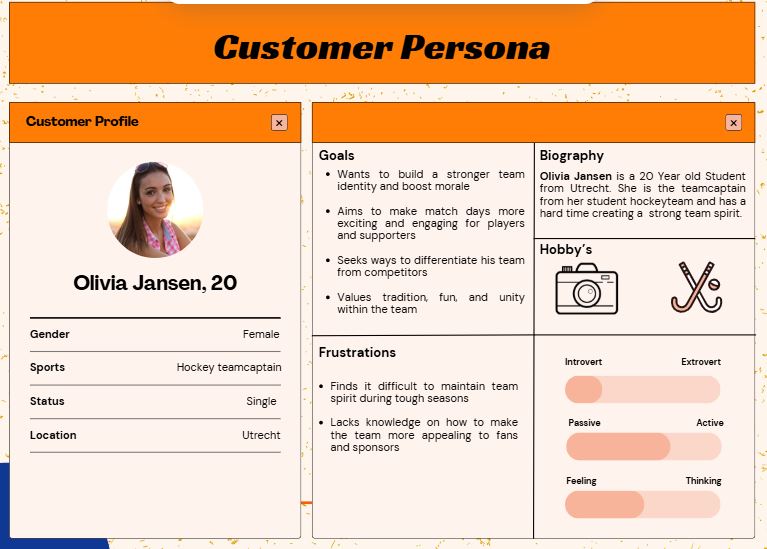 Customer Persona
Customer Profile
Olivia Jansen, 20
Gender Female
Sports Hockey teamcaptain
Status Single
Location Utrecht
Goals
• Wants to build a stronger team
identity and boost morale
• Aims to make match days more
exciting and engaging for players
and supporters
• Seeks ways to differentiate his team
from competitors
• Values tradition, fun, and unity
within the team
Frustrations
• Finds it difficult to maintain team
spirit during tough seasons
• Lacks knowledge on how to make
the team more appealing to fans
and sponsors
Biography
Olivia Jansen is a 20 Year old Student
from Utrecht. She is the teamcaptain
from her student hockeyteam and has a
hard time creating a strong team spirit.
Hobby's
Introvert Extrovert
Passive Active
Feeling Thinking